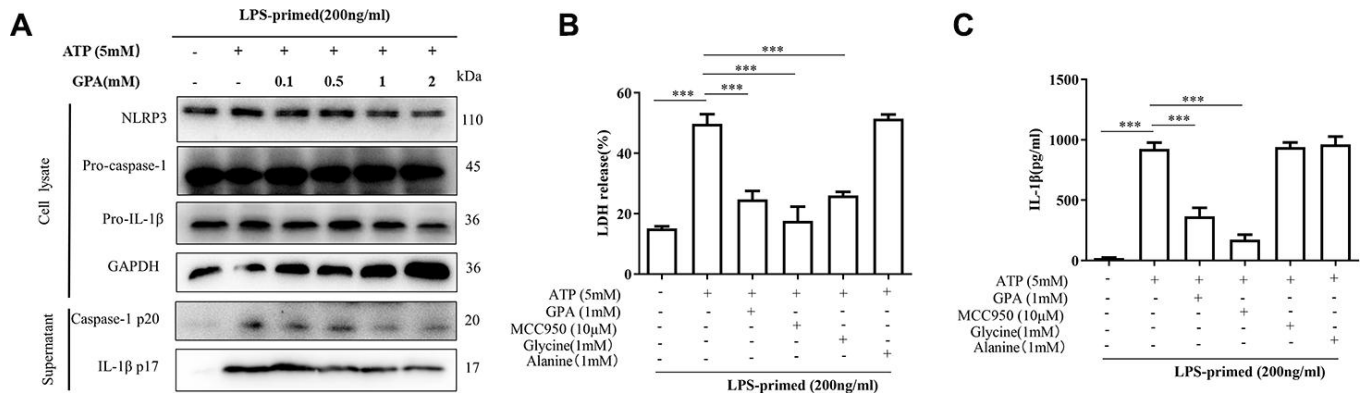 A
LPS-primed(200ng/ml)
ATP (5mM) - + + + + +
GPA(mM) - - 0.1 0.5 1 2 kDa
Cell lysate
NLRP3 110
Pro-caspase-1 45
Pro-IL-1β 36
GAPDH 36
Supernatant
Caspase-1 p20 20
IL-1β p17 17
B
LDH release(%)
60
40
20
0
*** *** *** ***
ATP (5mM) - + + + + +
GPA (1mM) - - + - - -
MCC950 (10μM) - - - + - -
Glycine(1mM) - - - - + -
Alanine(1mM) - - - - - +
LPS-primed (200ng/ml)
C
IL-1β(pg/ml)
1500
1000
500
0
*** *** ***
ATP (5mM) - + + + + +
GPA (1mM) - - + - - -
MCC950 (10μM) - - - + - -
Glycine(1mM) - - - - + -
Alanine(1mM) - - - - - +
LPS-primed (200ng/ml)